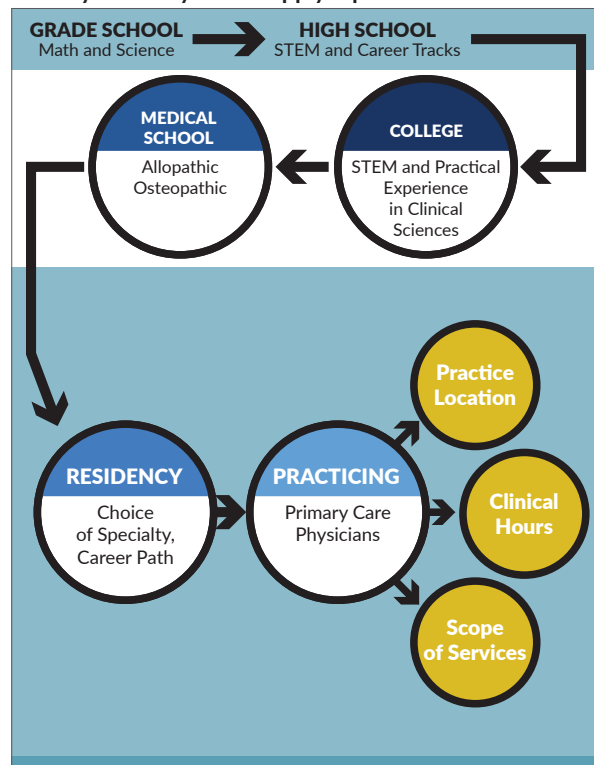 GRADE SCHOOL
Math and Science
HIGH SCHOOL
STEM and Career Tracks
MEDICAL
SCHOOL
Allopathic
Osteopathic
COLLEGE
STEM and Practical
Experience
in Clinical
Sciences
RESIDENCY
Choice
of Specialty,
Career Path
PRACTICING
Primary Care
Physicians
Practice
Location
Clinical
Hours
Scope
of Services